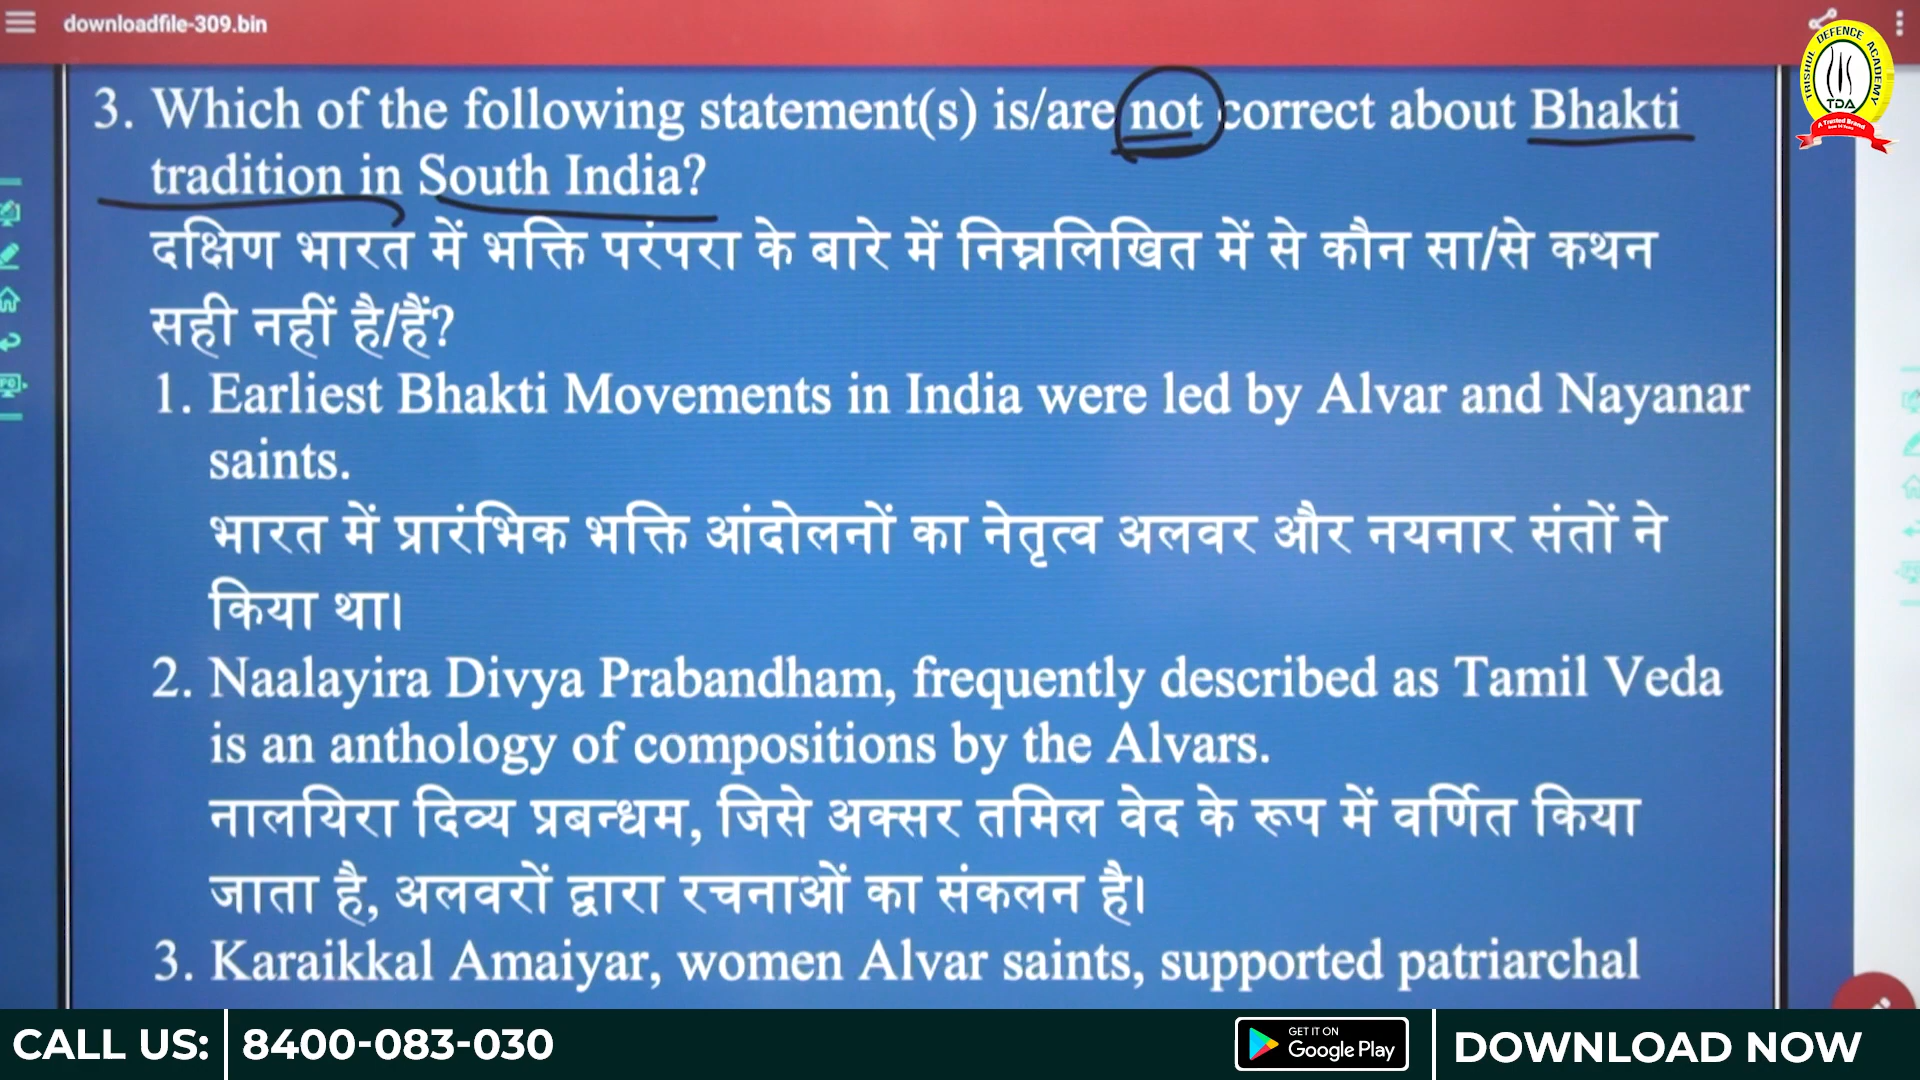 downloadfile-309.bin
TRISHUL DEFENCE ACADEMY
TDA
A Trusted Brand
3. Which of the following statement(s) is/are not correct about Bhakti
tradition in South India?
दक्षिण भारत में भक्ति परंपरा के बारे में निम्नलिखित में से कौन सा/से कथन
सही नहीं है/हैं?
1. Earliest Bhakti Movements in India were led by Alvar and Nayanar
saints.
भारत में प्रारंभिक भक्ति आंदोलनों का नेतृत्व अलवर और नयनार संतों ने
किया था।
2. Naalayira Divya Prabandham, frequently described as Tamil Veda
is an anthology of compositions by the Alvars.
नालयिरा दिव्य प्रबन्धम, जिसे अक्सर तमिल वेद के रूप में वर्णित किया
जाता है, अलवरों द्वारा रचनाओं का संकलन है।
3. Karaikkal Amaiyar, women Alvar saints, supported patriarchal
CALL US: 8400-083-030
GET IT ON
Google Play
DOWNLOAD NOW